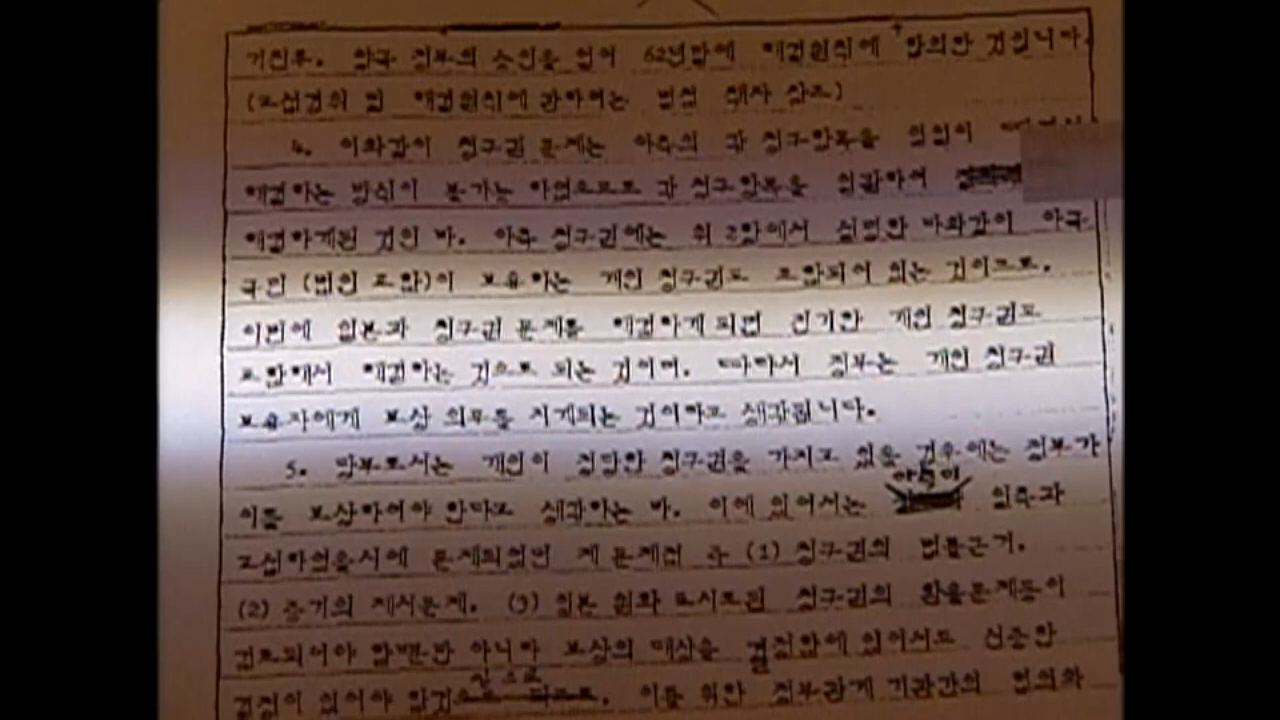 거친후. 양국 정부의 승인을 얻어 62년말에 해결원칙에 합의한 것입니다.
(교섭경위 및 해결원칙에 관하여는 별첨 책자 참조)
4. 이와같이 청구권 문제는 아측의 각 청구항목을 일일이
해결하는 방식이 불가능 하였으므로 각 청구항목을 일괄하여
해결하게된 것인 바. 아측 청구권에는 위 2항에서 설명한 바와같이 아국
국민 (법인 포함)이 보유하는 개인 청구권도 포함되어 있는 것이므로.
이번에 일본과 청구권 문제를 해결하게 되면 전기한 개인 청구권도
포함해서 해결하는 것으로 되는 것이며. 따라서 정부는 개인 청구권
보유자에게 보상 의무를 지게되는 것이라고 생각됩니다.
5. 당부로서는 개인이 정당한 청구권을 가지고 있을 경우에는 정부가
이를 보상하여야 한다고 생각하는 바. 이에 있어서는 아측이 일측과
교섭하였을시에 문제되었던 제 문제점 즉 (1) 청구권의 법률근거.
(2) 증거의 제시문제. (3) 일본 원화 표시로된 청구권의 환율문제등이
검토되어야 할뿐만 아니라 보상의 대상을 결정함에 있어서도 신중한
결정이 있어야 할것 . 이를 위한 정부관계 기관간의 협의와